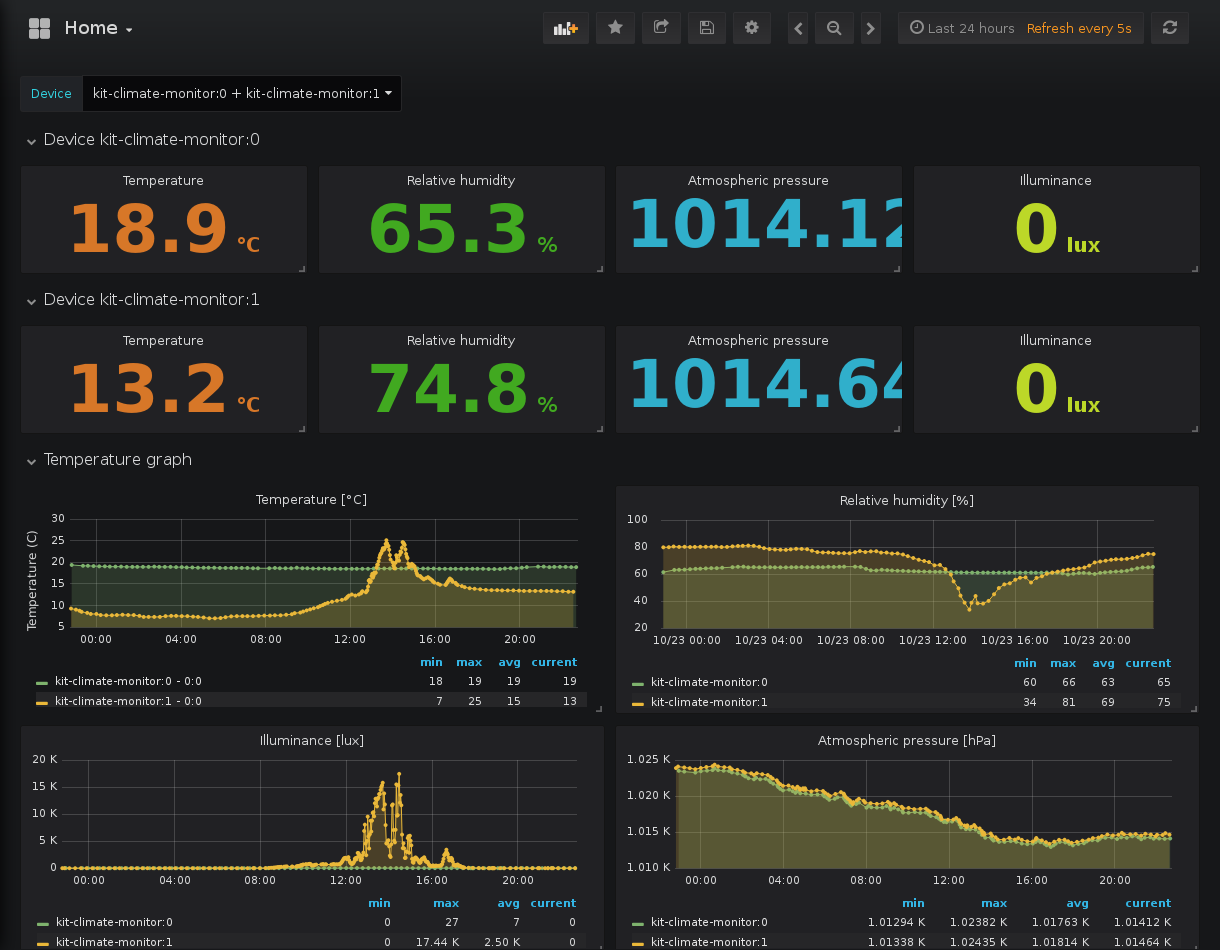 Home
Last 24 hours Refresh every 5s
Device kit-climate-monitor:0 + kit-climate-monitor:1
Device kit-climate-monitor:0
Temperature Relative humidity Atmospheric pressure Illuminance
18.9 °C 65.3 % 1014.12 0 lux
Device kit-climate-monitor:1
Temperature Relative humidity Atmospheric pressure Illuminance
13.2 °C 74.8 % 1014.64 0 lux
Temperature graph
Temperature [°C]
Temperature (C)
30
25
20
15
10
5
00:00 04:00 08:00 12:00 16:00 20:00
min max avg current
kit-climate-monitor:0 - 0:0 18 19 19 19
kit-climate-monitor:1 - 0:0 7 25 15 13
Relative humidity [%]
100
80
60
40
20
10/23 00:00 10/23 04:00 10/23 08:00 10/23 12:00 10/23 16:00 10/23 20:00
min max avg current
kit-climate-monitor:0 60 66 63 65
kit-climate-monitor:1 34 81 69 75
Illuminance [lux]
20 K
15 K
10 K
5 K
0
00:00 04:00 08:00 12:00 16:00 20:00
min max avg current
kit-climate-monitor:0 0 27 7 0
kit-climate-monitor:1 0 17.44 K 2.50 K 0
Atmospheric pressure [hPa]
1.025 K
1.020 K
1.015 K
1.010 K
00:00 04:00 08:00 12:00 16:00 20:00
min max avg current
kit-climate-monitor:0 1.01294 K 1.02382 K 1.01763 K 1.01412 K
kit-climate-monitor:1 1.01338 K 1.02435 K 1.01814 K 1.01464 K